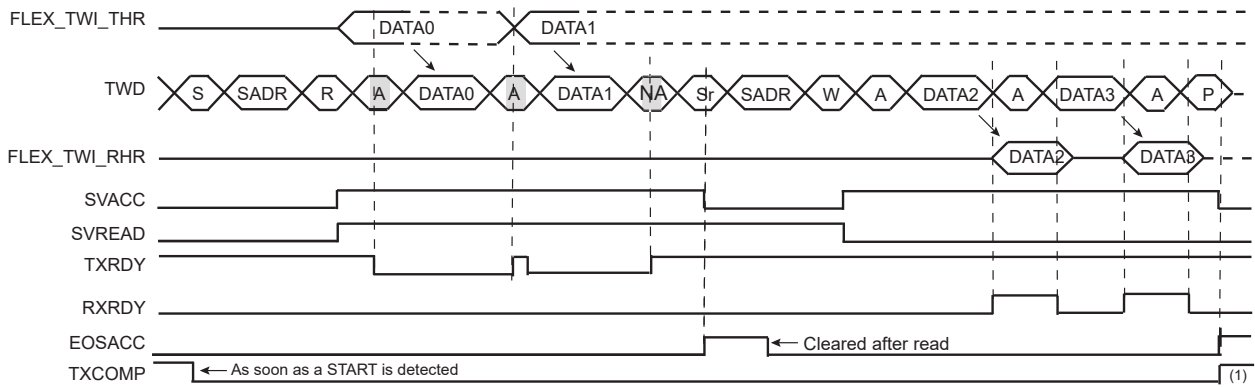 FLEX_TWI_THR DATA0 DATA1
TWD S SADR R A DATA0 A DATA1 NA Sr SADR W A DATA2 A DATA3 A P
FLEX_TWI_RHR DATA2 DATA3
SVACC
SVREAD
TXRDY
RXRDY
EOSACC Cleared after read
TXCOMP As soon as a START is detected (1)